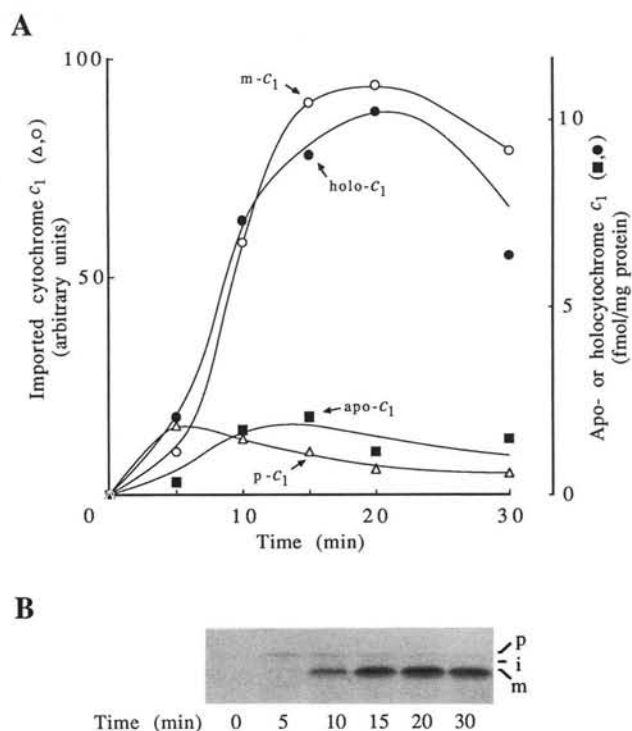 A
100
50
0
Imported cytochrome c₁ (△,○)
(arbitrary units)
m-c₁
holo-c₁
apo-c₁
p-c₁
10
5
0
Apo- or holocytochrome c₁ (■,●)
(fmol/mg protein)
0 10 20 30
Time (min)
B
p
i
m
Time (min) 0 5 10 15 20 30